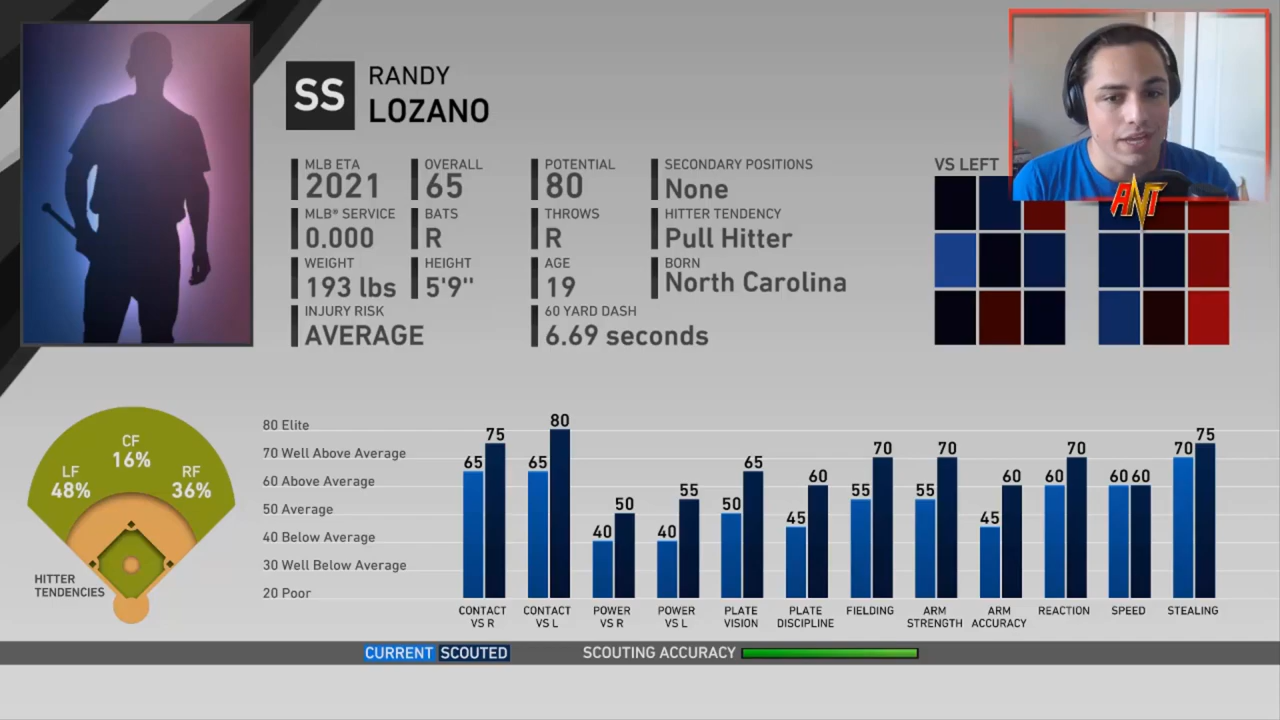 SS
RANDY
LOZANO
MLB ETA
2021
OVERALL
65
POTENTIAL
80
SECONDARY POSITIONS
None
MLB® SERVICE
0.000
BATS
R
THROWS
R
HITTER TENDENCY
Pull Hitter
WEIGHT
193 lbs
HEIGHT
5'9"
AGE
19
BORN
North Carolina
INJURY RISK
AVERAGE
60 YARD DASH
6.69 seconds
VS LEFT
ANT
CF
16%
LF
48%
RF
36%
HITTER
TENDENCIES
80 Elite
70 Well Above Average
60 Above Average
50 Average
40 Below Average
30 Well Below Average
20 Poor
65 75
65 80
40 50
40 55
50 65
45 60
55 70
55 70
45 60
60 70
60 60
70 75
CONTACT
VS R
CONTACT
VS L
POWER
VS R
POWER
VS L
PLATE
VISION
PLATE
DISCIPLINE
FIELDING
ARM
STRENGTH
ARM
ACCURACY
REACTION
SPEED
STEALING
CURRENT SCOUTED
SCOUTING ACCURACY